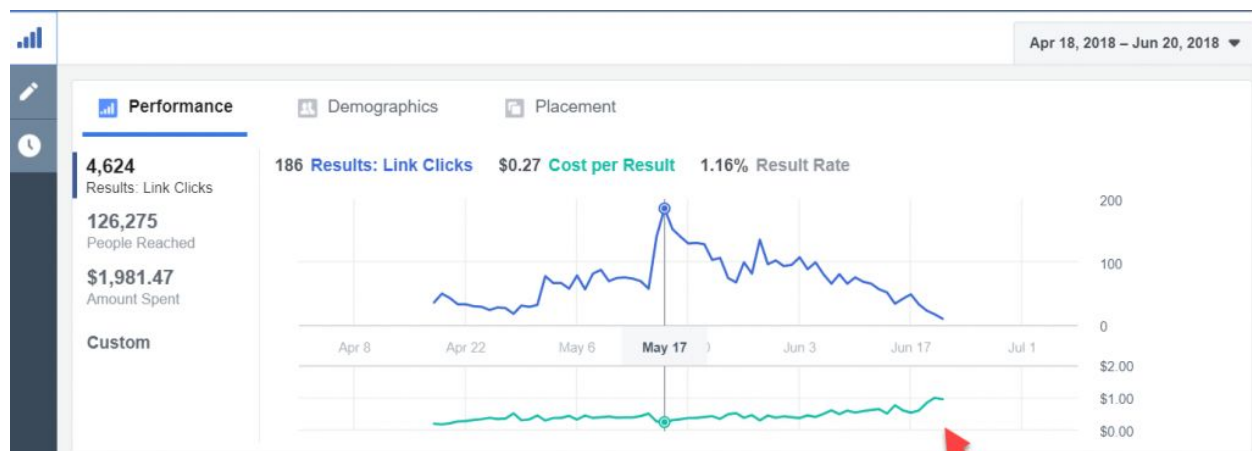 Apr 18, 2018 – Jun 20, 2018
Performance
Demographics
Placement
4,624
Results: Link Clicks
126,275
People Reached
$1,981.47
Amount Spent
Custom
186 Results: Link Clicks $0.27 Cost per Result 1.16% Result Rate
200
100
0
Apr 8 Apr 22 May 6 May 17 Jun 3 Jun 17 Jul 1
$2.00
$1.00
$0.00